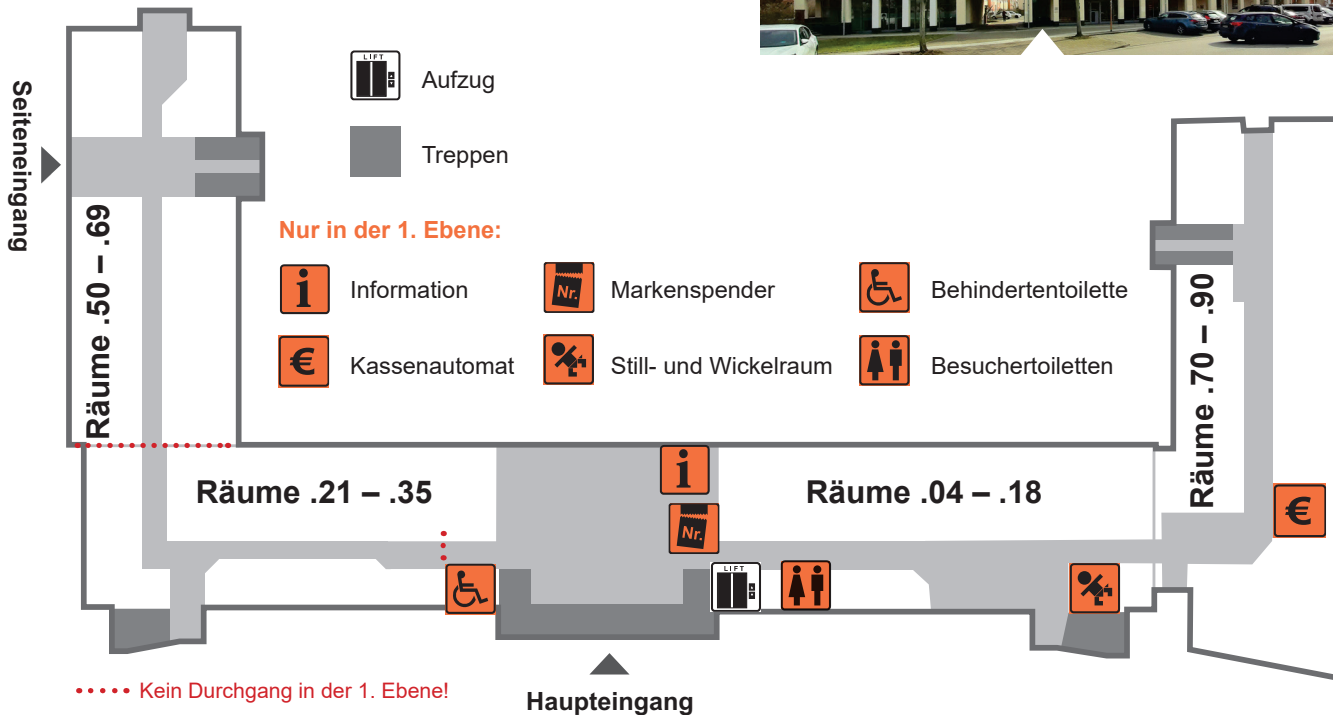 LIFT
Aufzug
Treppen
Seiteneingang
Nur in der 1. Ebene:
i Information
Nr. Markenspender
Behindertentoilette
€ Kassenautomat
Still- und Wickelraum
Besuchertoiletten
Räume .50 – .69
Räume .70 – .90
Räume .21 – .35
i
Räume .04 – .18
Nr.
€
LIFT
Kein Durchgang in der 1. Ebene!
Haupteingang